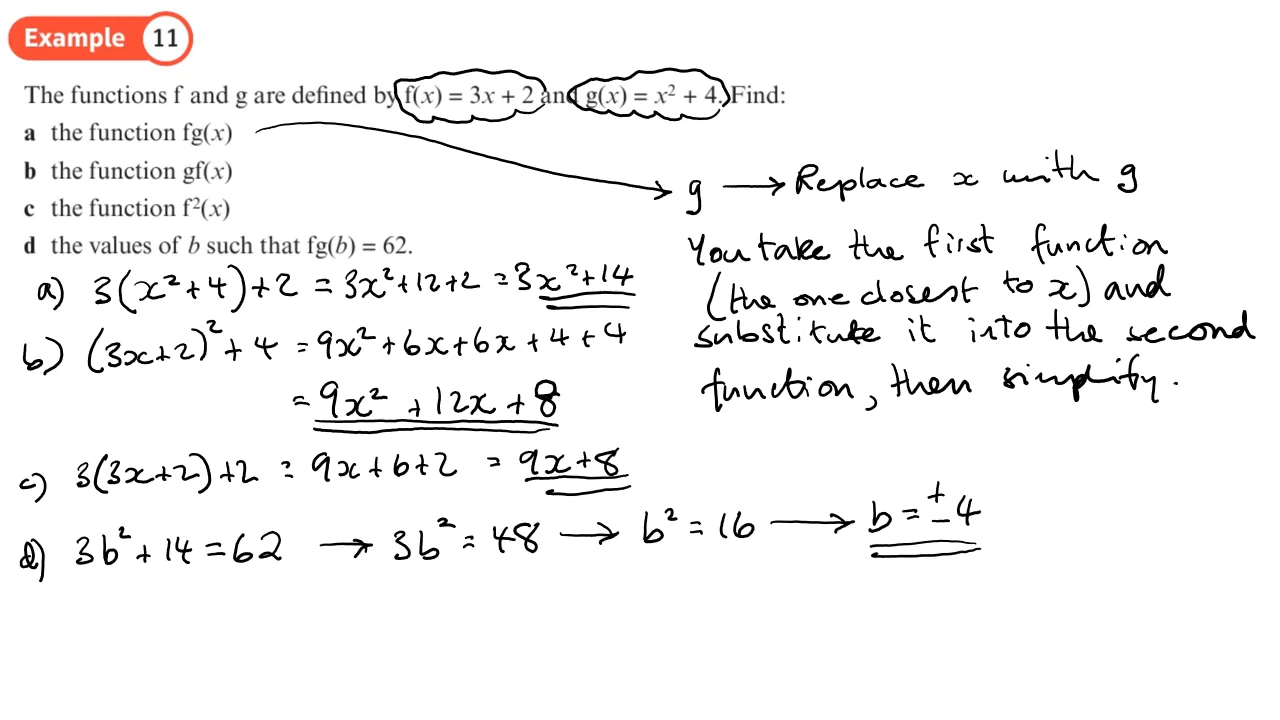 Example 11
The functions f and g are defined by f(x) = 3x + 2 and g(x) = x² + 4. Find:
a the function fg(x)
b the function gf(x)
c the function f²(x)
d the values of b such that fg(b) = 62.
g → Replace x with g
You take the first function
(the one closest to x) and
substitute it into the second
function, then simplify.
a) 3(x²+4)+2 = 3x²+12+2 = 3x²+14
b) (3x+2)²+4 = 9x²+6x+6x+4+4
= 9x²+12x+8
c) 3(3x+2)+2 = 9x+6+2 = 9x+8
d) 3b²+14=62 → 3b²=48 → b²=16 → b=±4